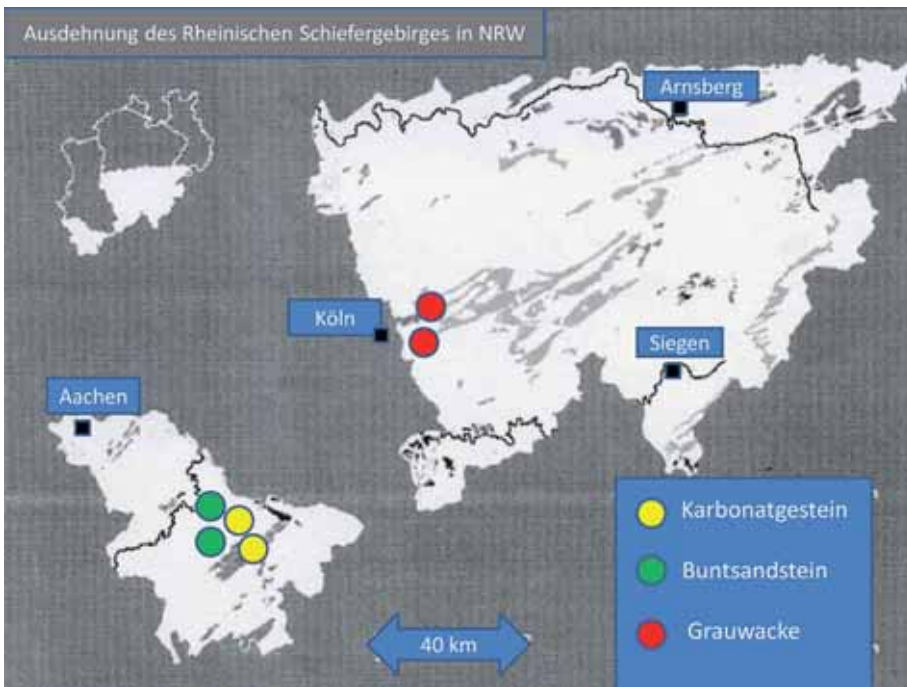 Ausdehnung des Rheinischen Schiefergebirges in NRW
Arnsberg
Köln
Siegen
Aachen
Karbonatgestein
Buntsandstein
Grauwacke
40 km